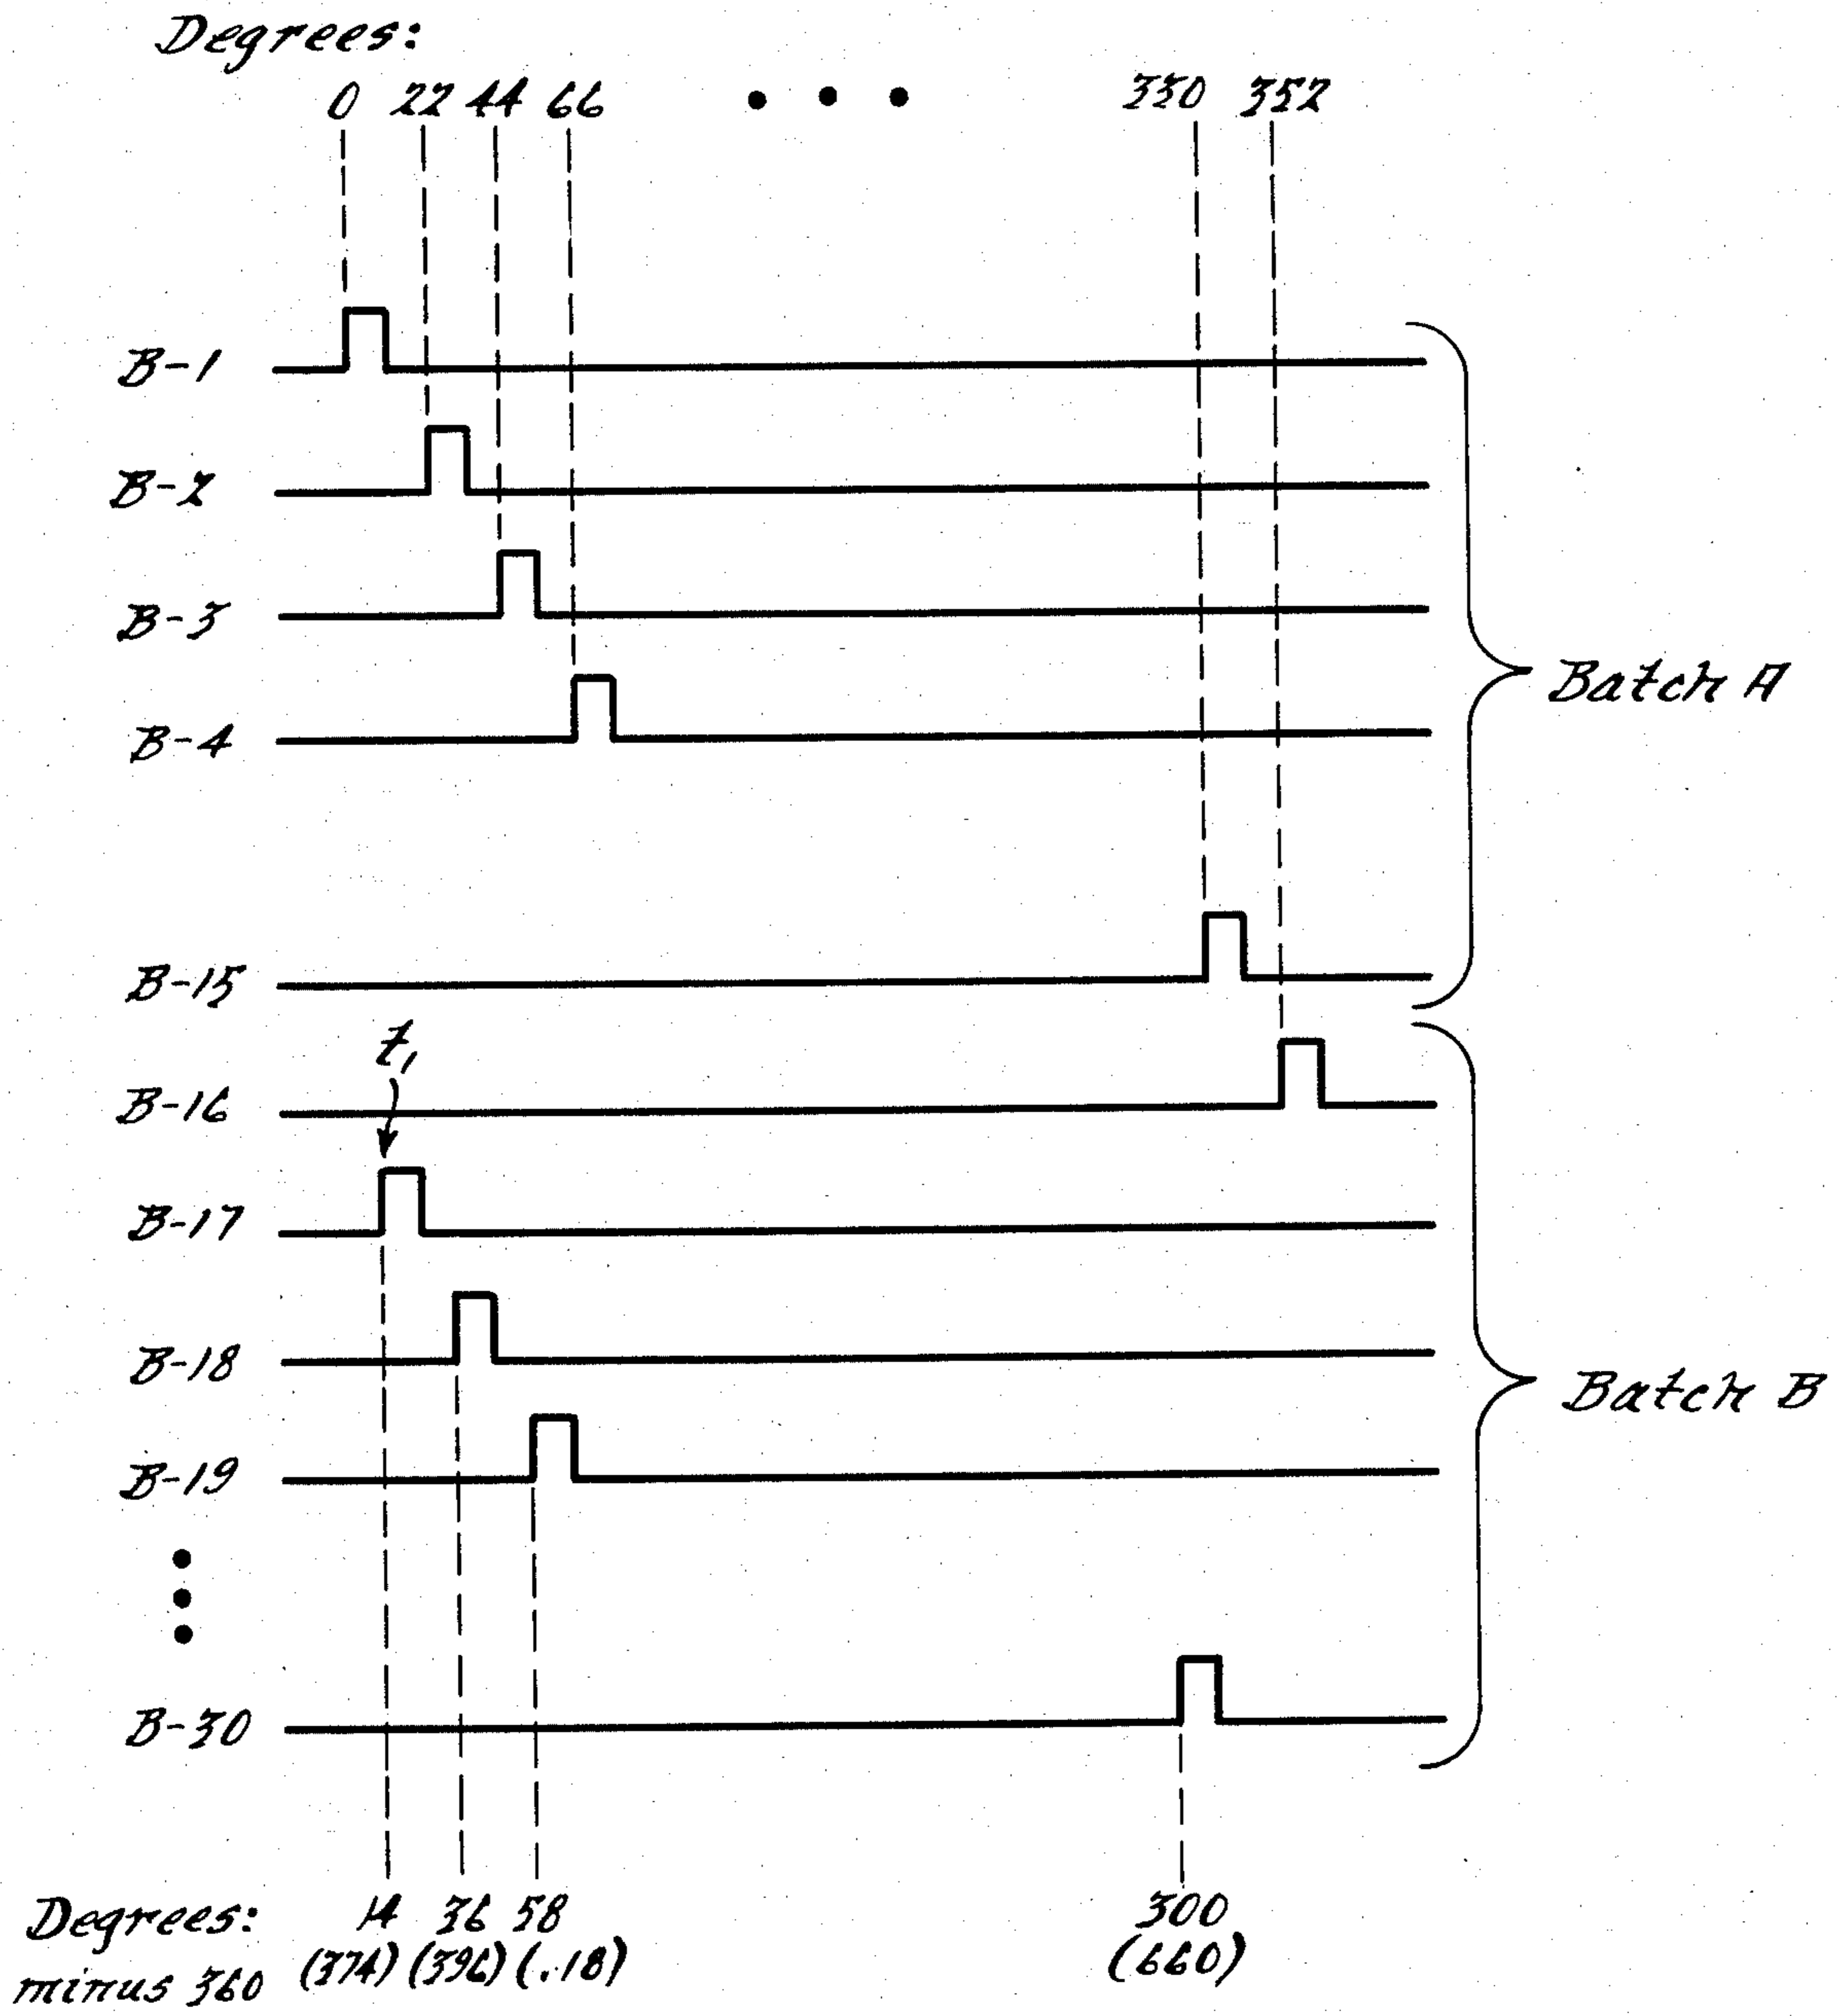 Degrees:
0 22 44 66 • • • 330 352
B-1
B-2
B-3
B-4
Batch A
B-15
t₁
B-16
B-17
B-18
Batch B
B-19
B-30
Degrees: 14 36 58 300
minus 360 (374) (396) (.18) (660)